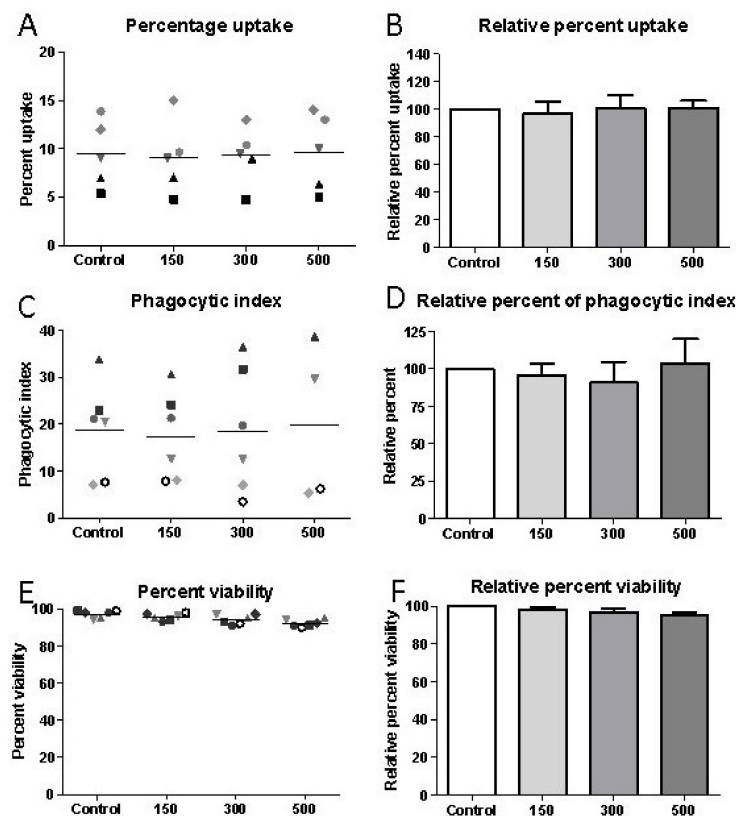 A
Percentage uptake
Percent uptake
20
15
10
5
0
Control 150 300 500
B
Relative percent uptake
Relative percent uptake
140
120
100
80
60
40
20
0
Control 150 300 500
C
Phagocytic index
Phagocytic index
40
30
20
10
0
Control 150 300 500
D
Relative percent of phagocytic index
Relative percent
125
100
75
50
25
0
Control 150 300 500
E
Percent viability
Percent viability
100
80
60
40
20
0
Control 150 300 500
F
Relative percent viability
Relative percent viability
100
80
60
40
20
0
Control 150 300 500